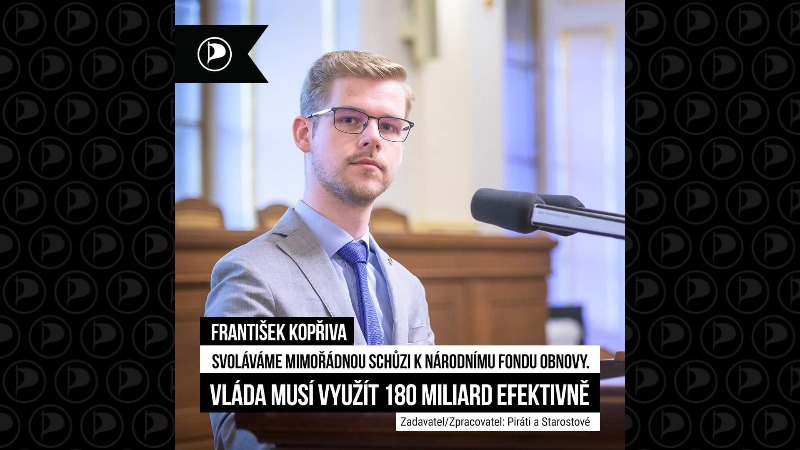 FRANTIŠEK KOPŘIVA
SVOLÁVÁME MIMOŘÁDNOU SCHŮZI K NÁRODNÍMU FONDU OBNOVY.
VLÁDA MUSÍ VYUŽÍT 180 MILIARD EFEKTIVNĚ
Zadavatel/Zpracovatel: Piráti a Starostové